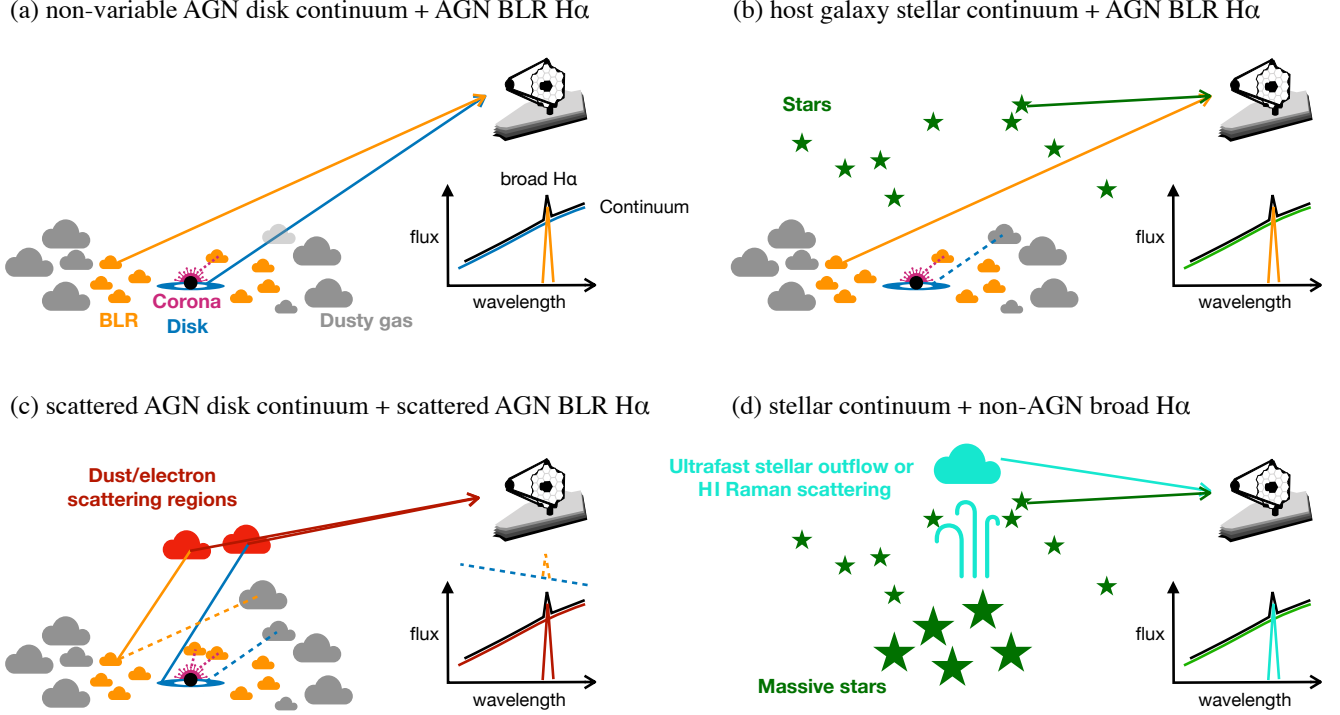 (a) non-variable AGN disk continuum + AGN BLR Hα
broad Hα
Continuum
flux
wavelength
Corona
BLR
Disk
Dusty gas
(b) host galaxy stellar continuum + AGN BLR Hα
Stars
flux
wavelength
(c) scattered AGN disk continuum + scattered AGN BLR Hα
Dust/electron
scattering regions
flux
wavelength
(d) stellar continuum + non-AGN broad Hα
Ultrafast stellar outflow or
HI Raman scattering
flux
Massive stars
wavelength